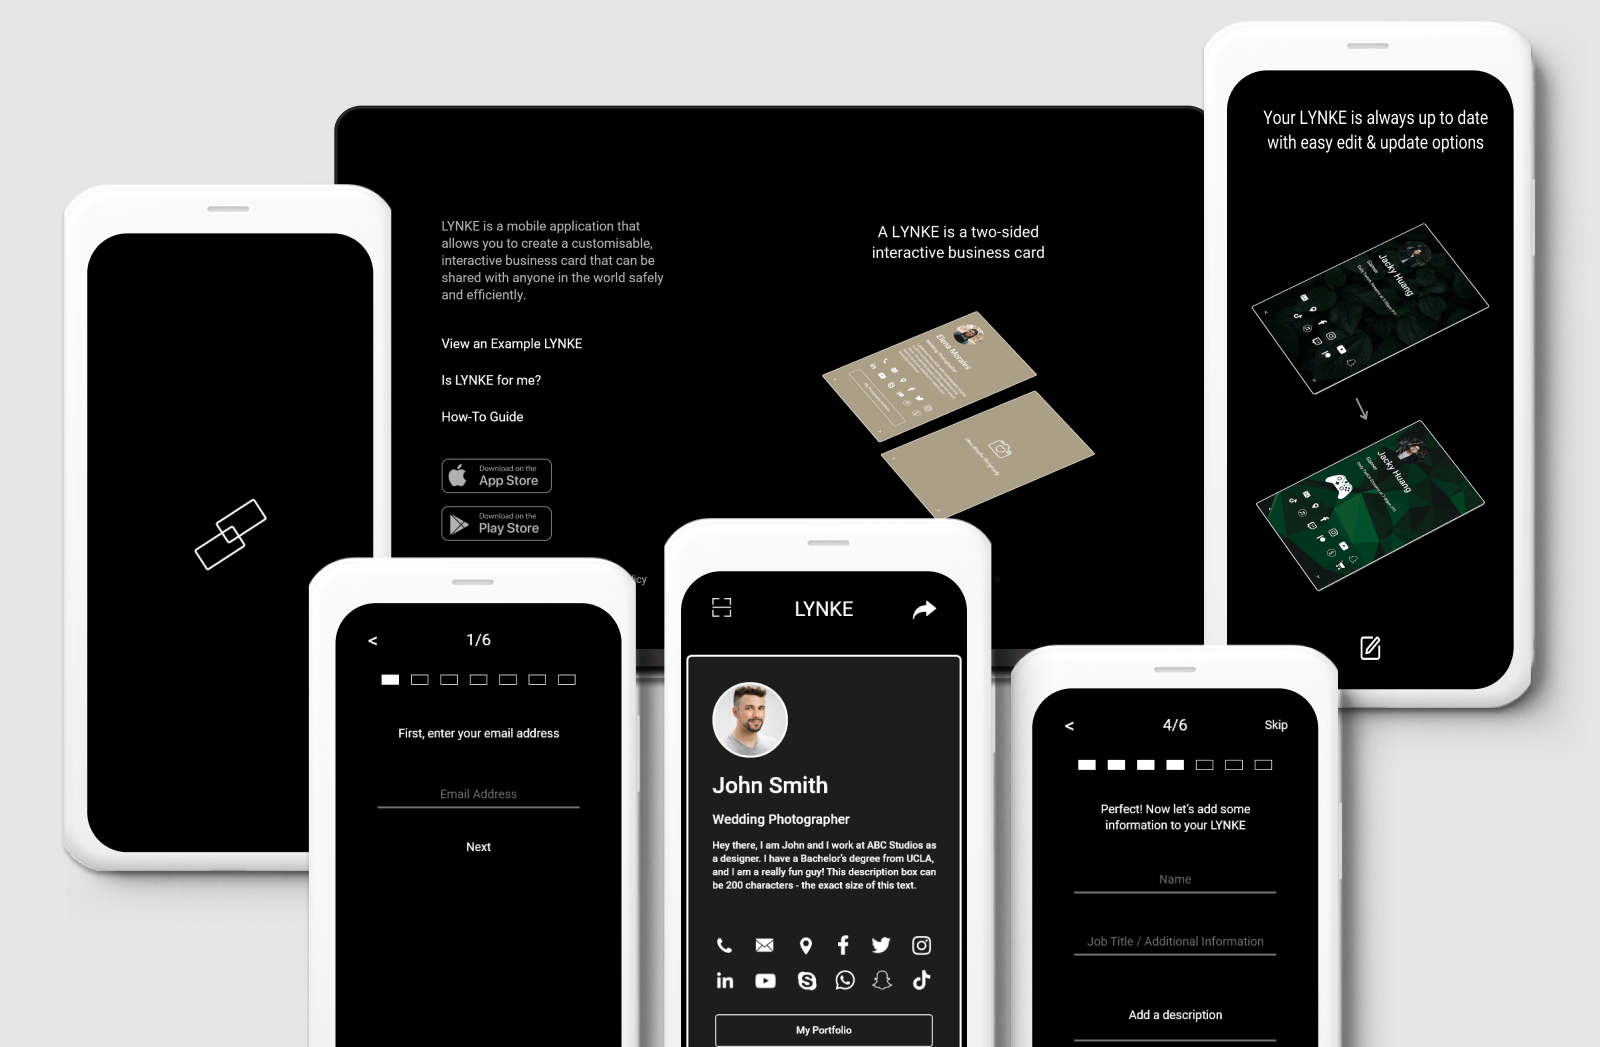 LYNKE is a mobile application that
allows you to create a customisable,
interactive business card that can be
shared with anyone in the world safely
and efficiently.
View an Example LYNKE
Is LYNKE for me?
How-To Guide
Download on the
App Store
Download on the
Play Store
A LYNKE is a two-sided
interactive business card
Elena Morales
Wedding Photographer
Your LYNKE is always up to date
with easy edit & update options
Jacky Huang
Gamer
Jacky Huang
Gamer
<
1/6
First, enter your email address
Email Address
Next
LYNKE
John Smith
Wedding Photographer
Hey there, I am John and I work at ABC Studios as
a designer. I have a Bachelor's degree from UCLA,
and I am a really fun guy! This description box can
be 200 characters - the exact size of this text.
My Portfolio
<
4/6
Skip
Perfect! Now let's add some
information to your LYNKE
Name
Job Title / Additional Information
Add a description